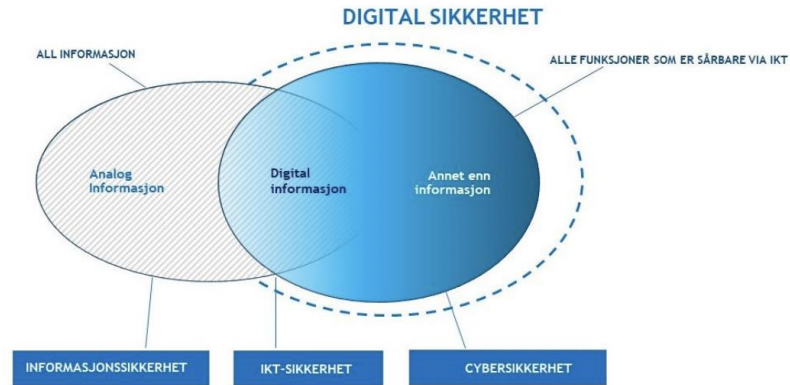 DIGITAL SIKKERHET
ALL INFORMASJON
ALLE FUNKSJONER SOM ER SÅRBARE VIA IKT
Analog
Informasjon
Digital
informasjon
Annet enn
informasjon
INFORMASJONSSIKKERHET
IKT-SIKKERHET
CYBERSIKKERHET